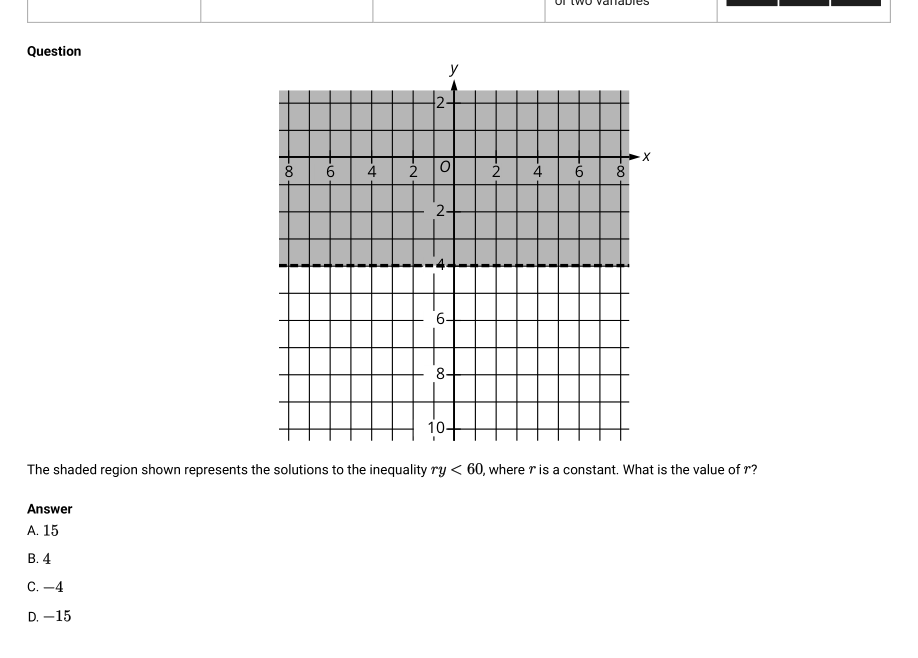 of two variables
Question
y
2
x
8 6 4 2 O 2 4 6 8
2
4
6
8
10
The shaded region shown represents the solutions to the inequality ry < 60, where r is a constant. What is the value of r?
Answer
A. 15
B. 4
C. −4
D. −15